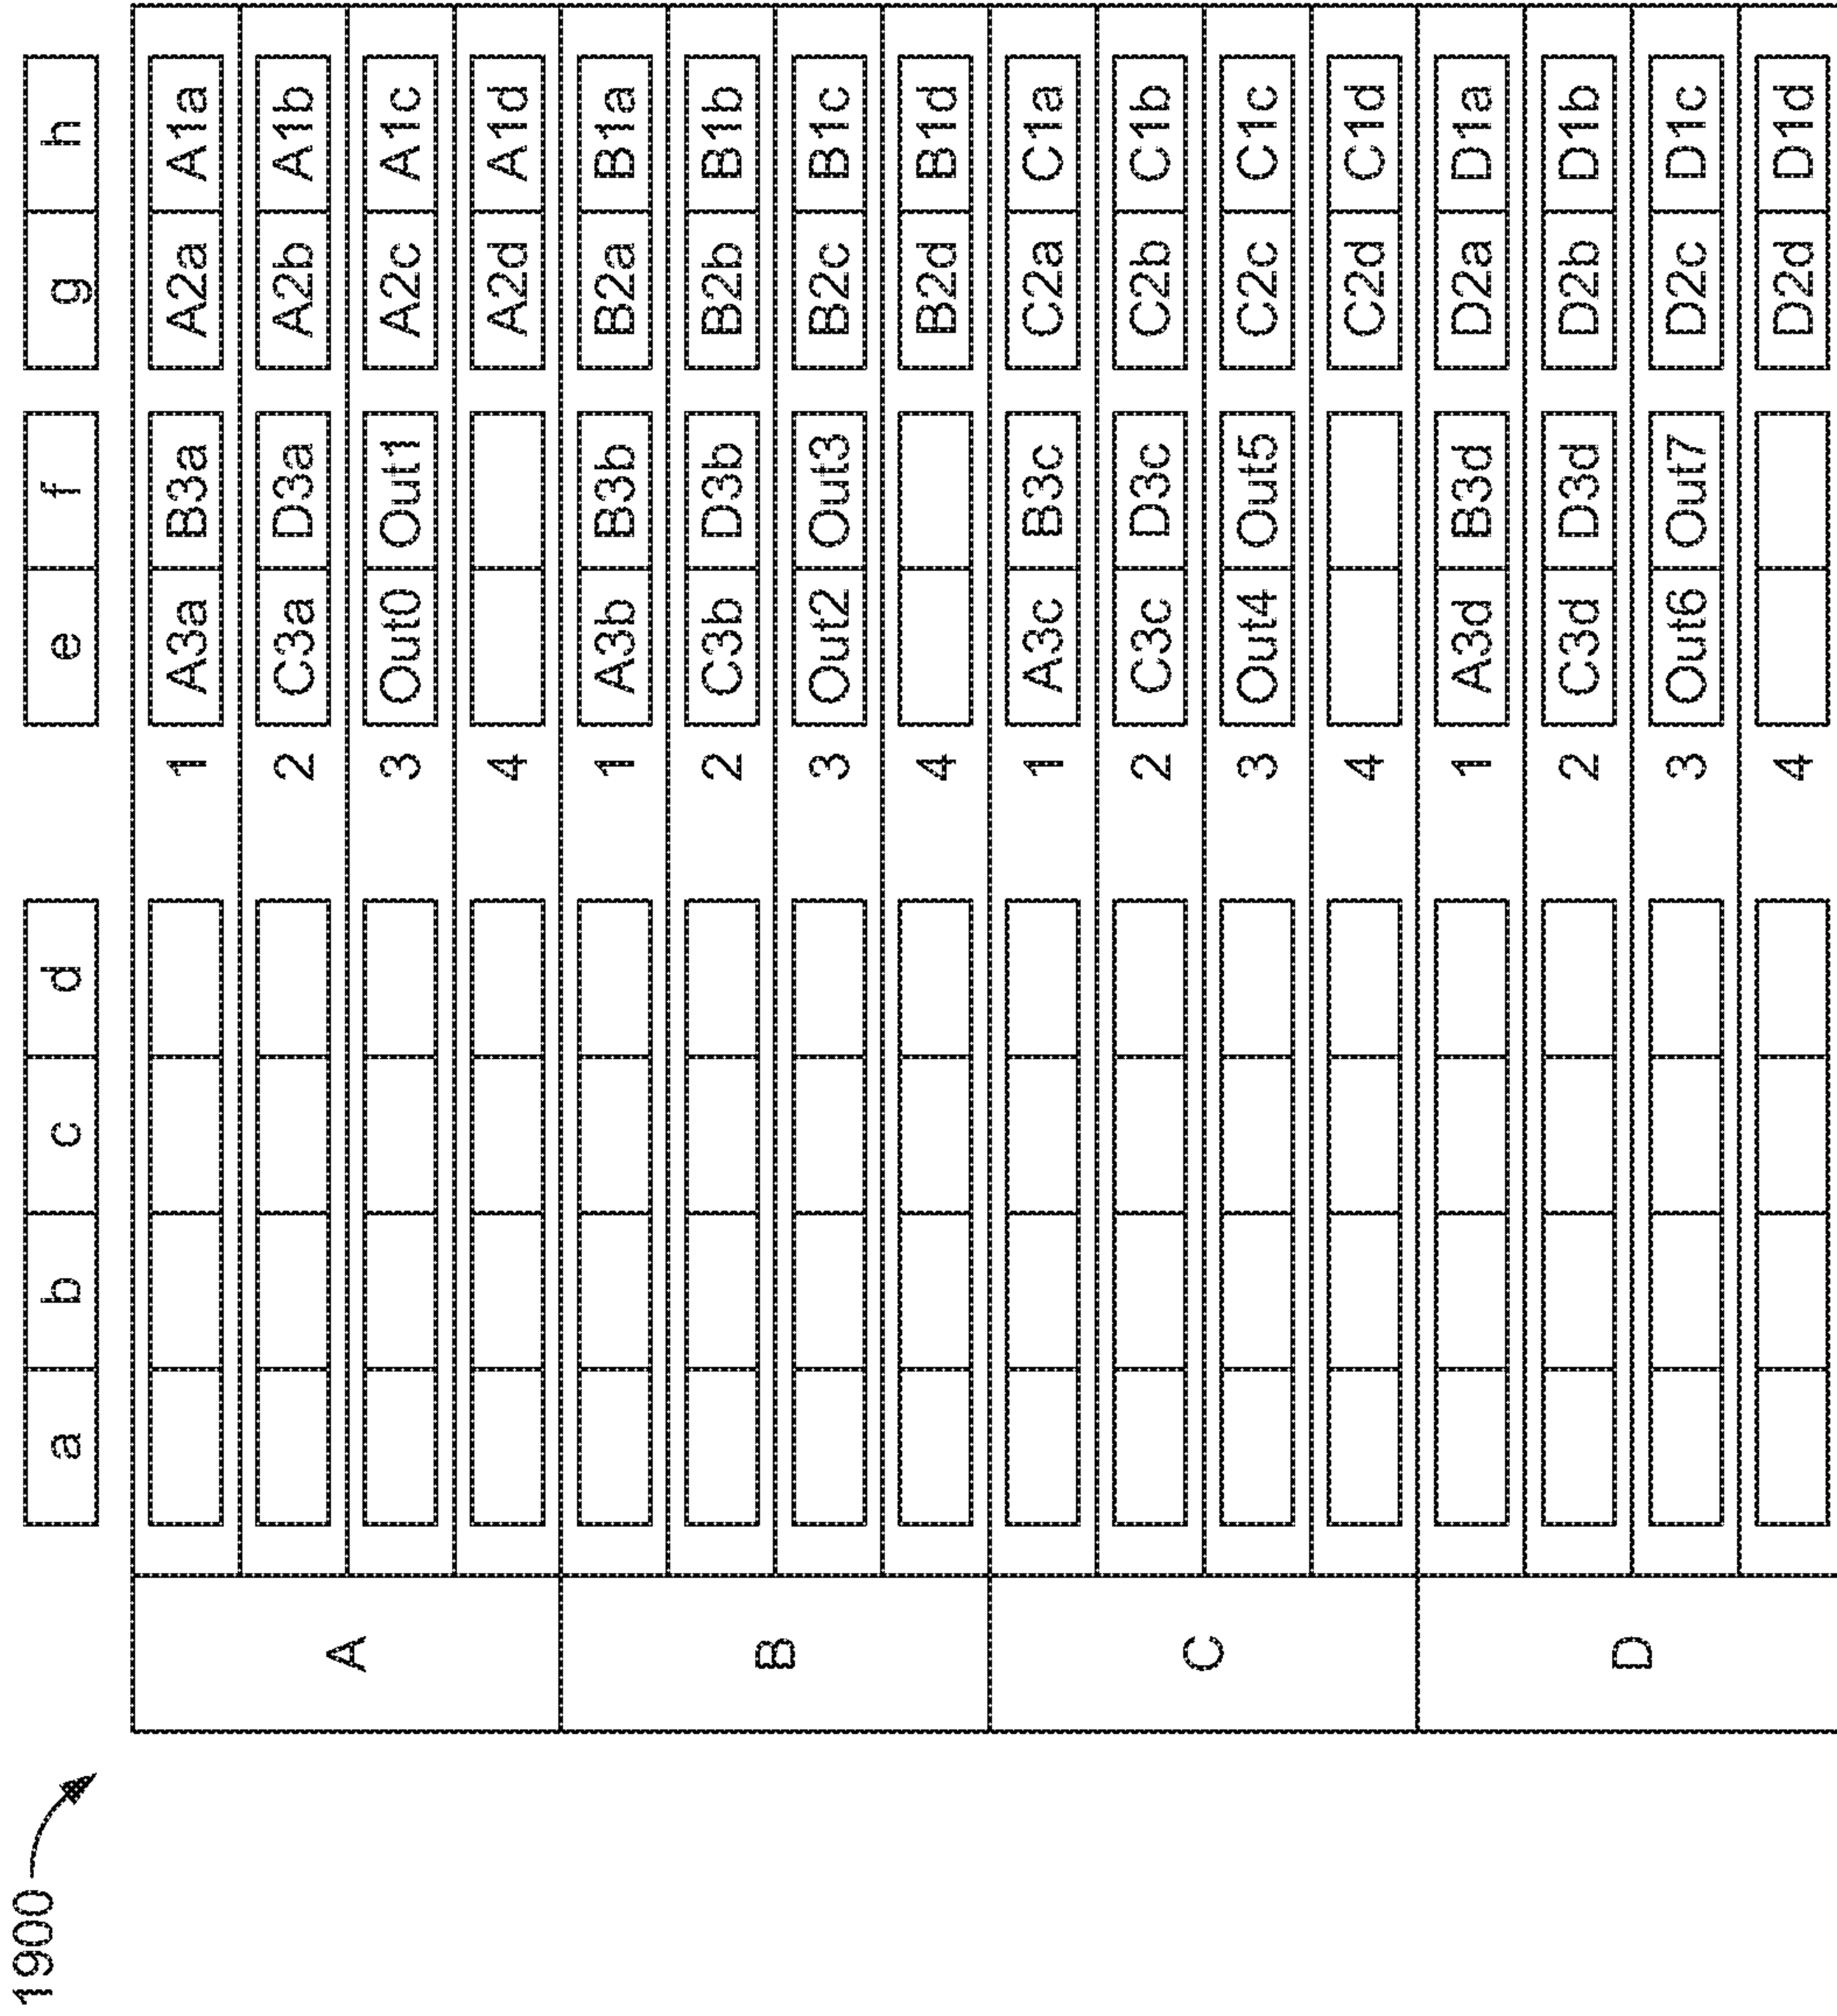 1900
a b c d e f g h
1 A3a B3a A2a A1a
2 C3a D3a A2b A1b
A
3 Out0 Out1 A2c A1c
4 A2d A1d
1 A3b B3b B2a B1a
2 C3b D3b B2b B1b
B
3 Out2 Out3 B2c B1c
4 B2d B1d
1 A3c B3c C2a C1a
2 C3c D3c C2b C1b
C
3 Out4 Out5 C2c C1c
4 C2d C1d
1 A3d B3d D2a D1a
2 C3d D3d D2b D1b
D
3 Out6 Out7 D2c D1c
4 D2d D1d